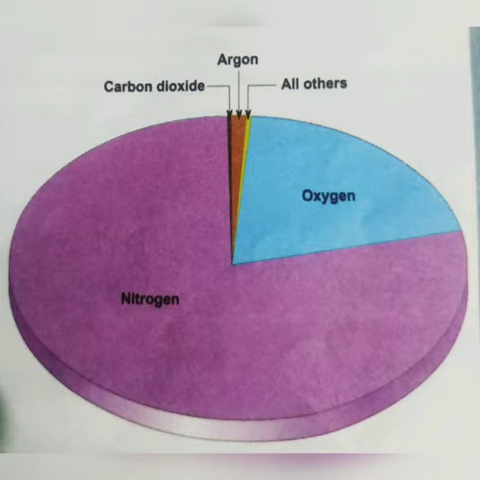 Argon
Carbon dioxide
All others
Oxygen
Nitrogen